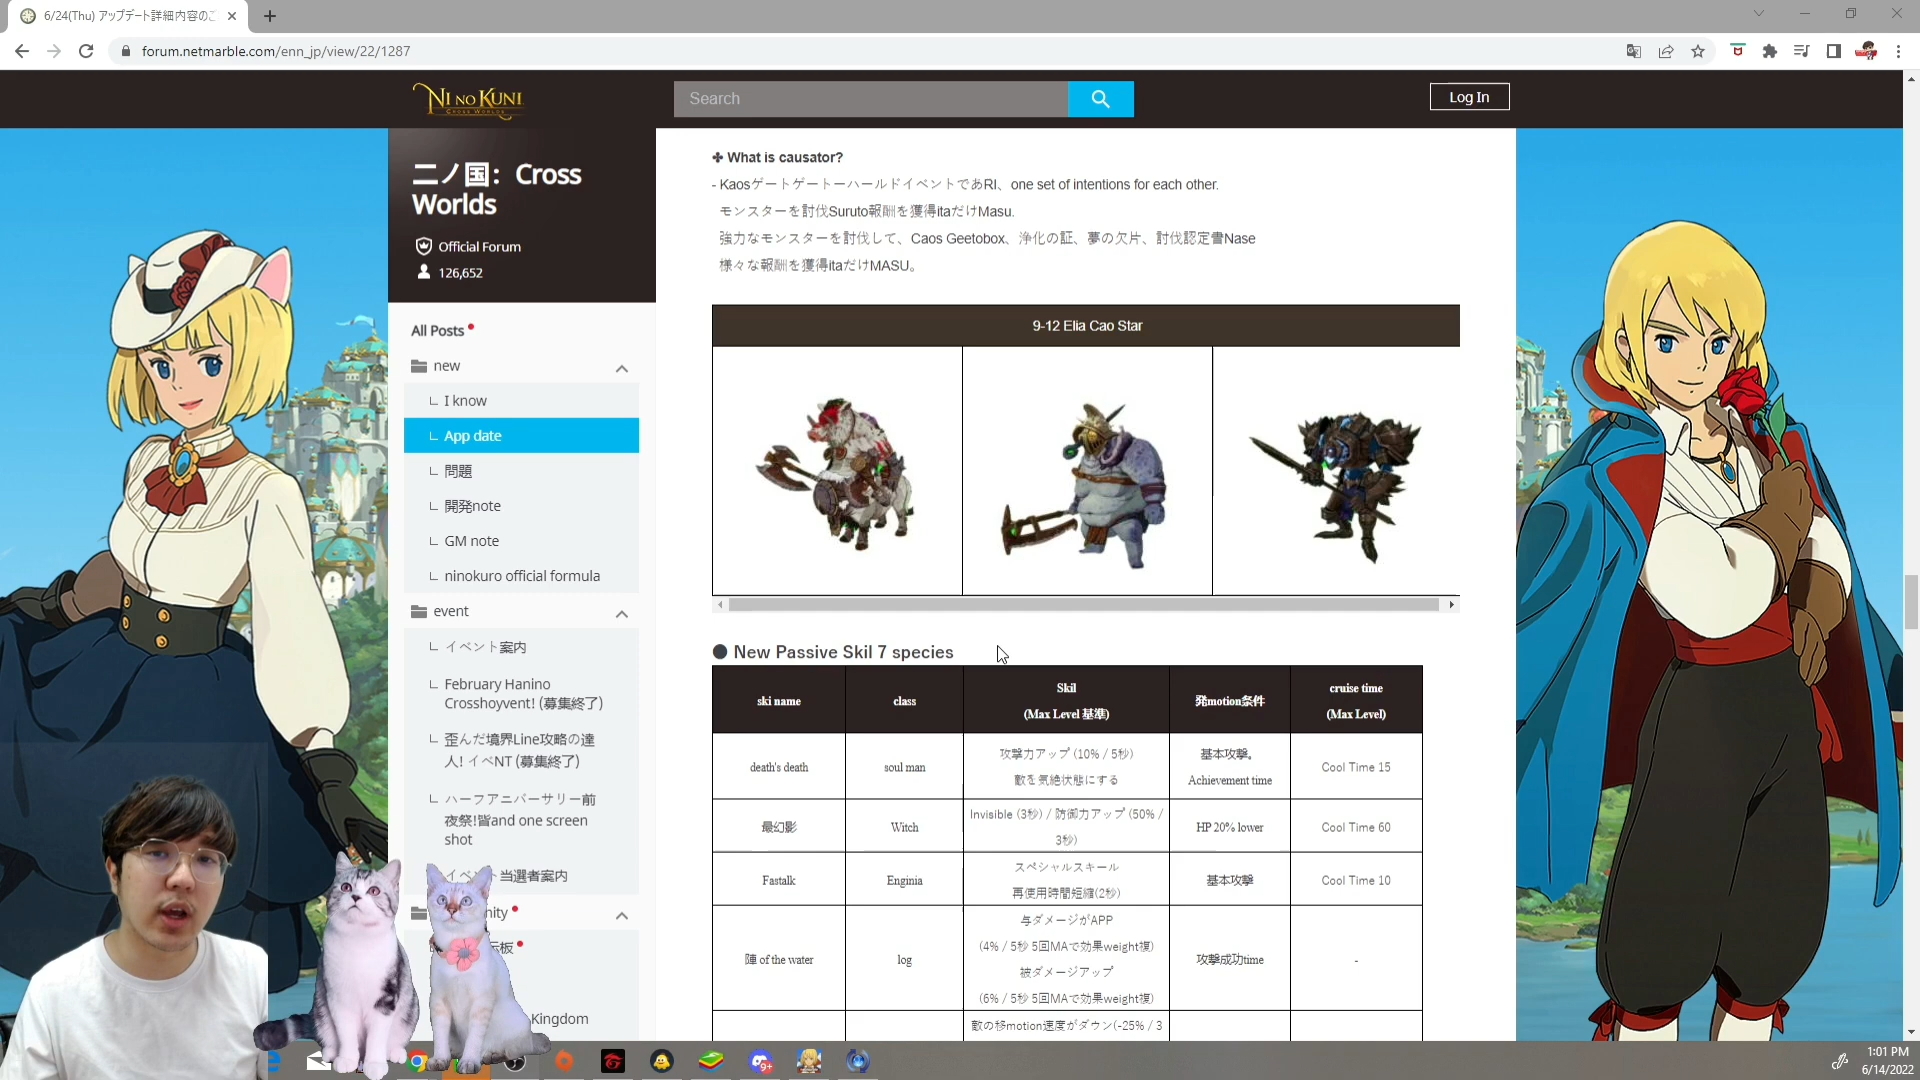 6/24(Thu) アップデート詳細内容のご
forum.netmarble.com/enn_jp/view/22/1287
NI NO KUNI
CROSS WORLDS
Search
Log In
二ノ国：Cross
Worlds
Official Forum
126,652
All Posts
new
I know
App date
問題
開発note
GM note
ninokuro official formula
event
イベント案内
February Hanino
Crosshoyvent! (募集終了)
歪んだ境界Line攻略の達
人! イベNT (募集終了)
ハーフアニバーサリー前
夜祭!皆and one screen
shot
当選者案内
Kingdom
✤ What is causator?
- Kaosゲートゲートーハールドイベントであ​RI、one set of intentions for each other.
モンスターを討伐Suruto報酬を獲得itaだけMasu.
強力なモンスターを討伐して、Caos Geetobox、浄化の証、夢の欠片、討伐認定書Nase
様々な報酬を獲得itaだけMASU。
9-12 Elia Cao Star
● New Passive Skil 7 species
ski name class Skil (Max Level 基準) 発motion条件 cruise time (Max Level)
death's death soul man 攻撃力アップ (10% / 5秒) 基本攻撃。 Cool Time 15
敵を気絶状態にする Achievement time
最幻影 Witch Invisible (3秒) / 防御力アップ (50% / HP 20% lower Cool Time 60
3秒)
Fastalk Enginia スペシャルスキール 基本攻撃 Cool Time 10
再使用時間短縮(2秒)
陣 of the water log 与ダメージがAPP 攻撃成功time -
(4% / 5秒 5回MAで効果weight複)
被ダメージアップ
(6% / 5秒 5回MAで効果weight複)
敵の移motion速度がダウン(-25% / 3
9+
1:01 PM
6/14/2022